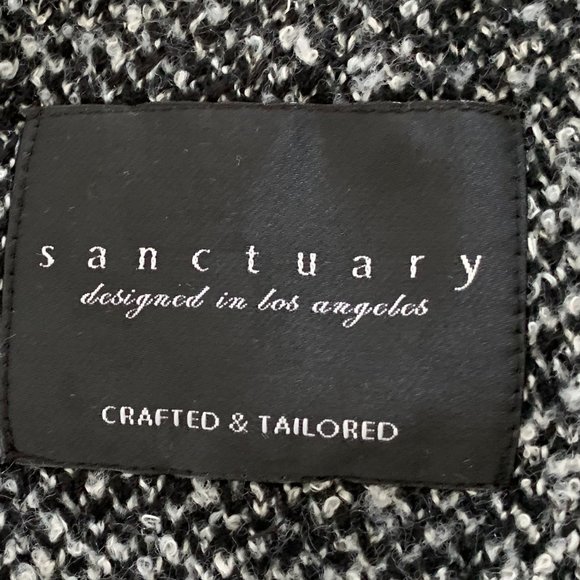 sanctuary
designed in los angeles
CRAFTED & TAILORED